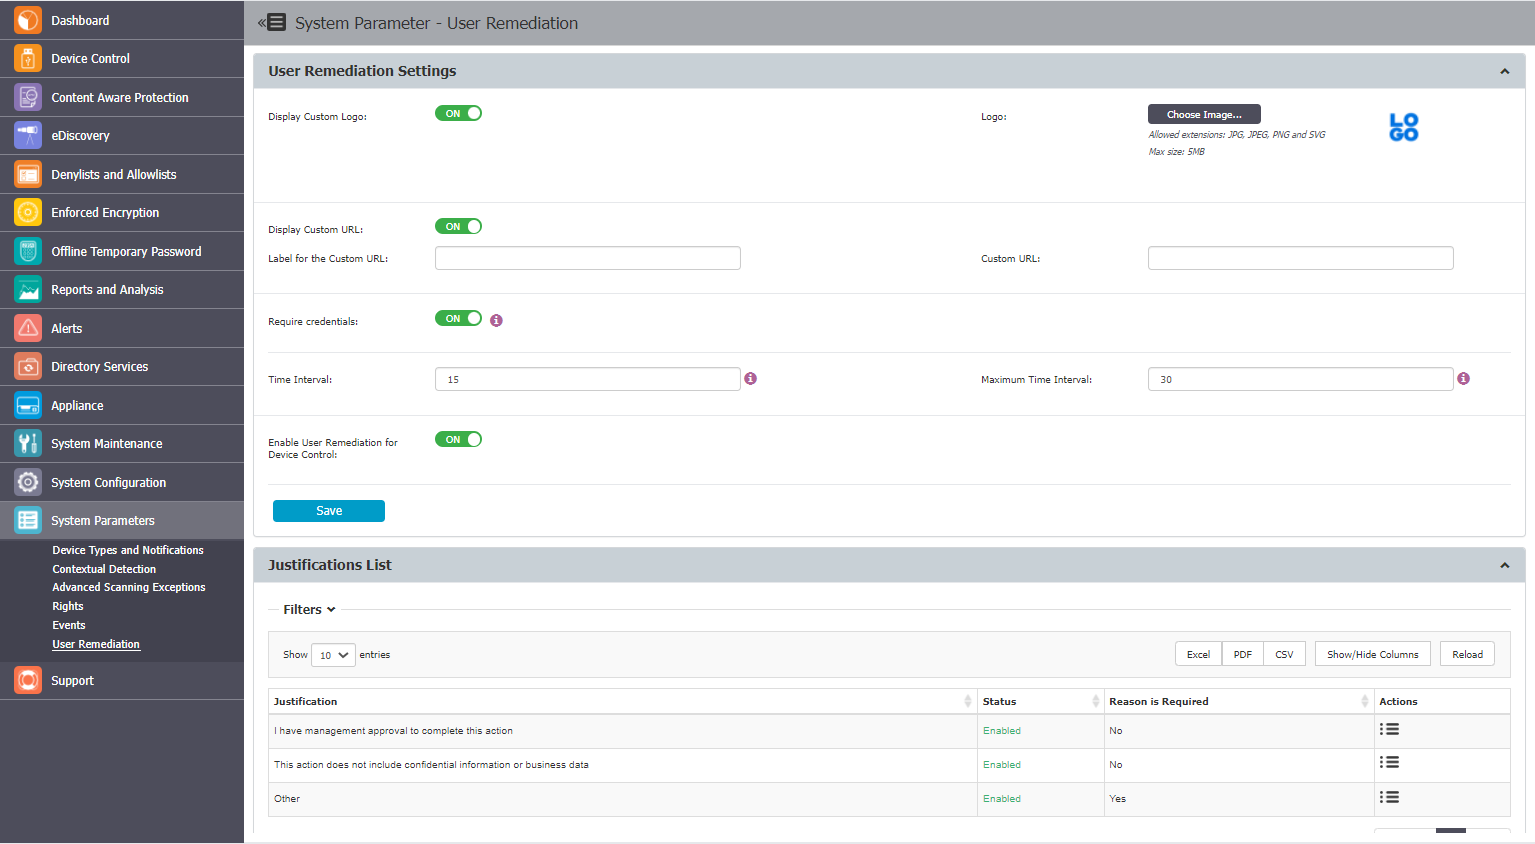 Dashboard
Device Control
Content Aware Protection
eDiscovery
Denylists and Allowlists
Enforced Encryption
Offline Temporary Password
Reports and Analysis
Alerts
Directory Services
Appliance
System Maintenance
System Configuration
System Parameters
Device Types and Notifications
Contextual Detection
Advanced Scanning Exceptions
Rights
Events
User Remediation
Support
System Parameter - User Remediation
User Remediation Settings
Display Custom Logo: ON Logo: Choose Image...
Allowed extensions: JPG, JPEG, PNG and SVG
Max size: 5MB
LO
GO
Display Custom URL: ON
Label for the Custom URL: Custom URL:
Require credentials: ON
Time Interval: 15 Maximum Time Interval: 30
Enable User Remediation for
Device Control: ON
Save
Justifications List
Filters
Show 10 entries Excel PDF CSV Show/Hide Columns Reload
Justification Status Reason is Required Actions
I have management approval to complete this action Enabled No
This action does not include confidential information or business data Enabled No
Other Enabled Yes